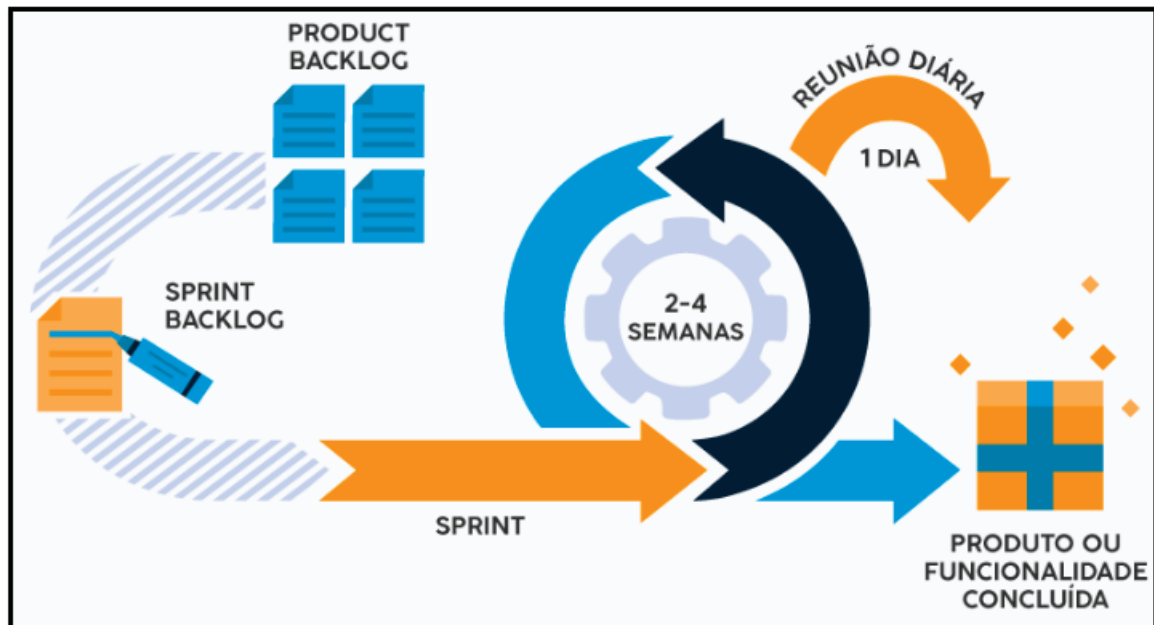 PRODUCT
BACKLOG
SPRINT
BACKLOG
SPRINT
2-4
SEMANAS
REUNIÃO DIÁRIA
1 DIA
PRODUTO OU
FUNCIONALIDADE
CONCLUÍDA